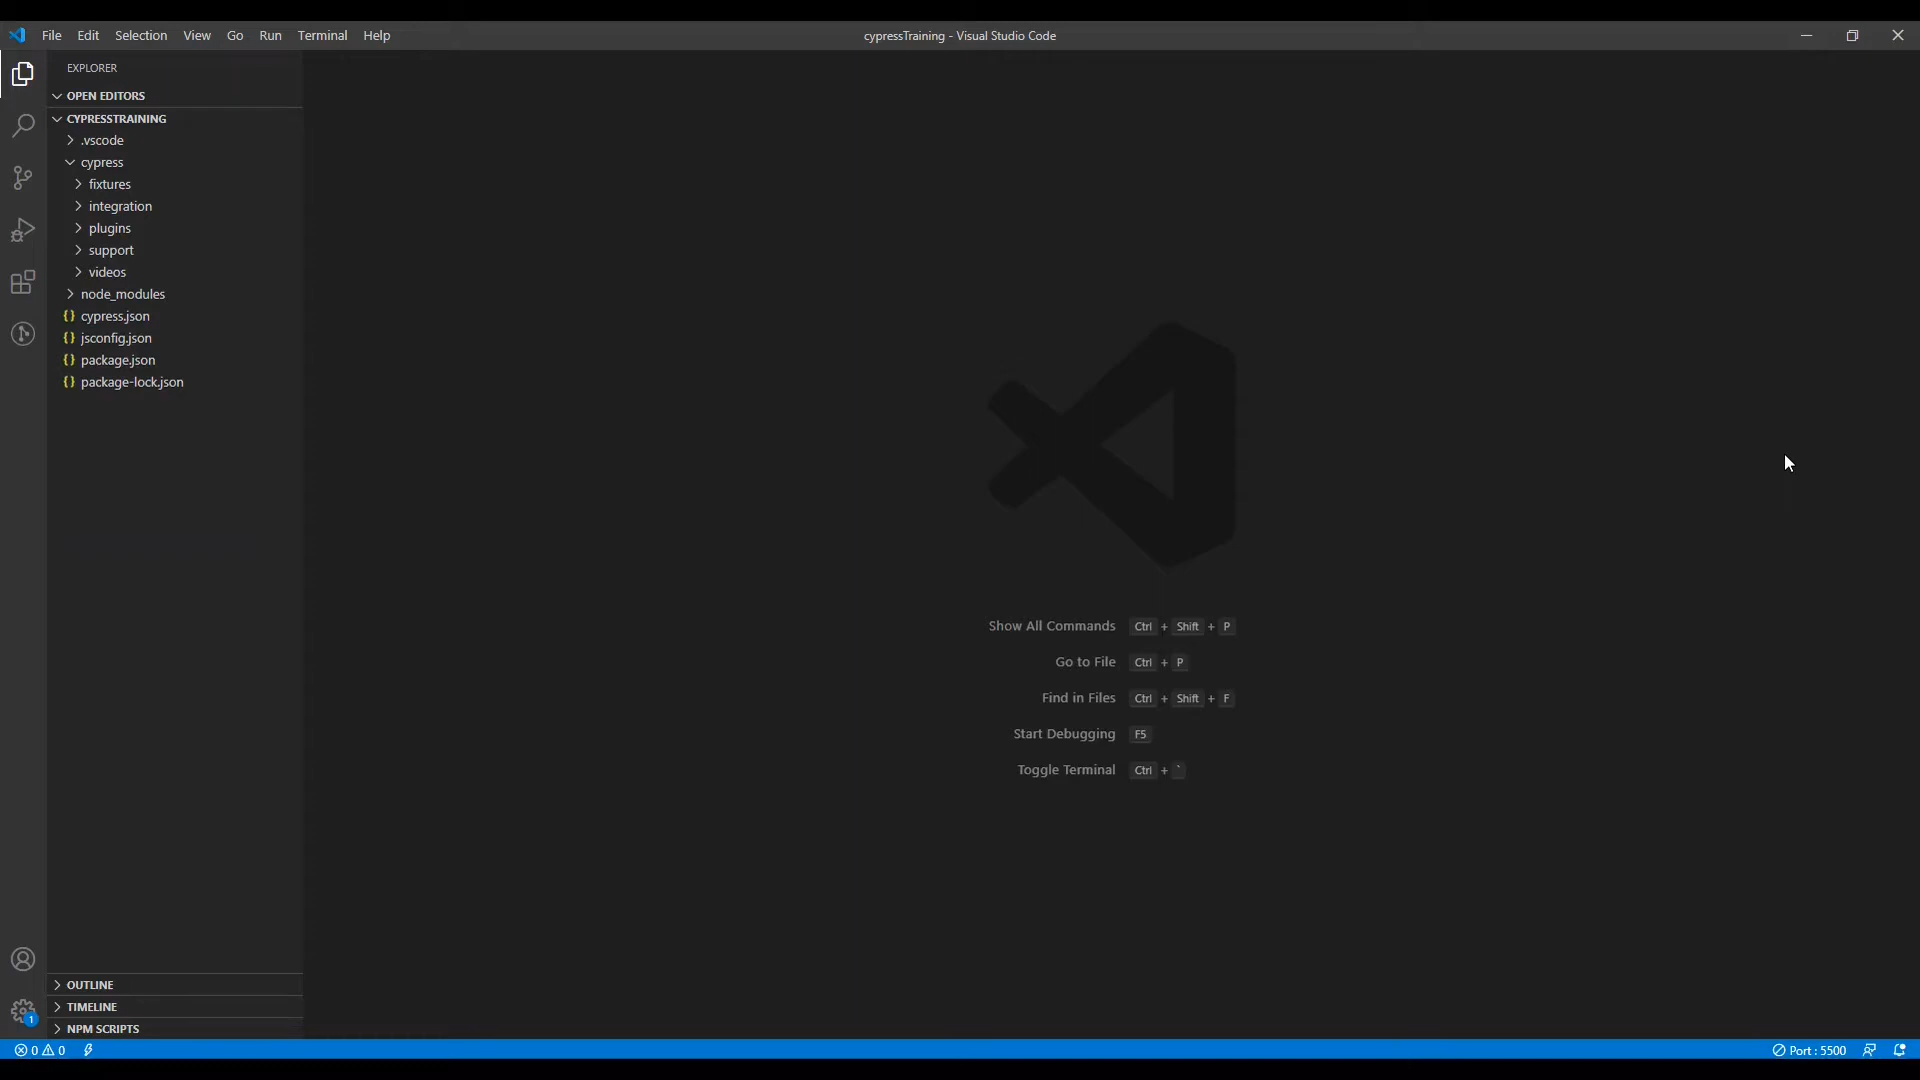 File Edit Selection View Go Run Terminal Help
cypressTraining - Visual Studio Code
EXPLORER
OPEN EDITORS
CYPRESSTRAINING
.vscode
cypress
fixtures
integration
plugins
support
videos
node_modules
{} cypress.json
{} jsconfig.json
{} package.json
{} package-lock.json
Show All Commands Ctrl + Shift + P
Go to File Ctrl + P
Find in Files Ctrl + Shift + F
Start Debugging F5
Toggle Terminal Ctrl + `
OUTLINE
TIMELINE
NPM SCRIPTS
1
0 0
Port : 5500